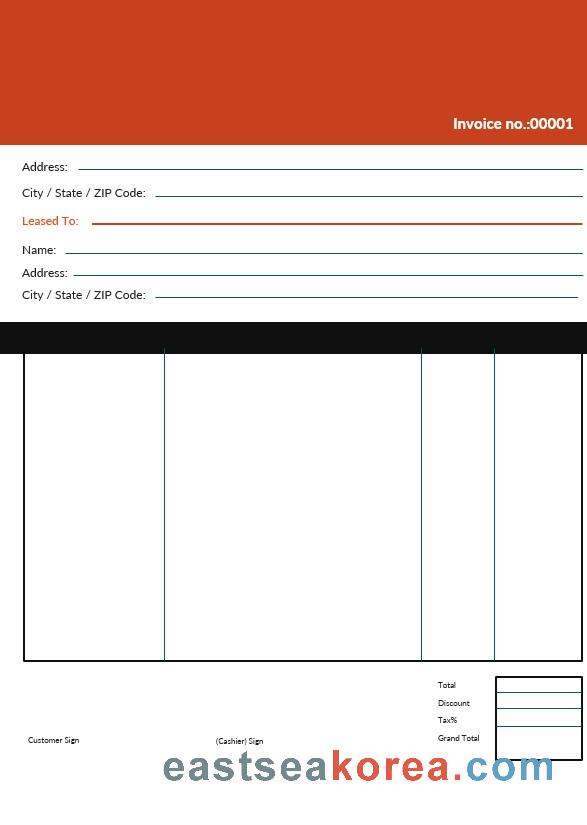 Invoice no.:00001
Address:
City / State / ZIP Code:
Leased To:
Name:
Address:
City / State / ZIP Code:
Total
Discount
Tax%
Grand Total
Customer Sign
(Cashier) Sign
eastseakorea.com